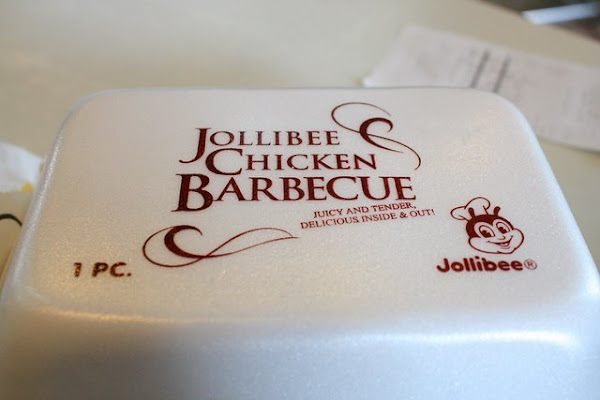 JOLLIBEE
CHICKEN
BARBECUE
JUICY AND TENDER,
DELICIOUS INSIDE & OUT!
1 PC.
Jollibee®